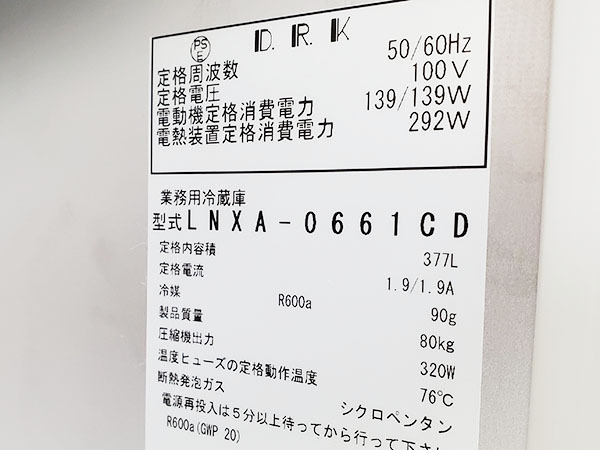 PS
E
D.R.K
定格周波数 50/60Hz
定格電圧 100V
電動機定格消費電力 139/139W
電熱装置定格消費電力 292W
業務用冷蔵庫
型式 LNXA-0661CD
定格内容積 377L
定格電流 1.9/1.9A
冷媒 R600a 90g
製品質量 80kg
圧縮機出力 320W
温度ヒューズの定格動作温度 76℃
断熱発泡ガス シクロペンタン
電源再投入は5分以上待ってから行って下さ
R600a(GWP 20)